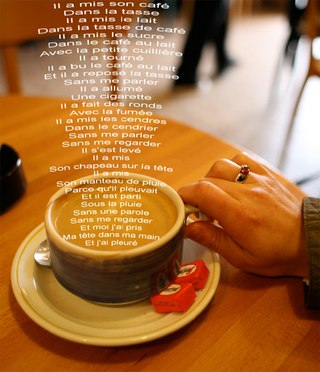 Il a mis son café
Dans la tasse
Il a mis le lait
Dans la tasse de café
Il a mis le sucre
Dans le café au lait
Avec la petite cuillière
Il a tourné
Il a bu le café au lait
Et il a reposé la tasse
Sans me parler
Il a allumé
Une cigarette
Il a fait des ronds
Avec la fumée
Il a mis les cendres
Dans le cendrier
Sans me parler
Sans me regarder
Il s'est levé
Il a mis
Son chapeau sur la tête
Il a mis
Son manteau de pluie
Parce qu'il pleuvait
Et il est parti
Sous la pluie
Sans une parole
Sans me regarder
Et moi j'ai pris
Ma tête dans ma main
Et j'ai pleuré